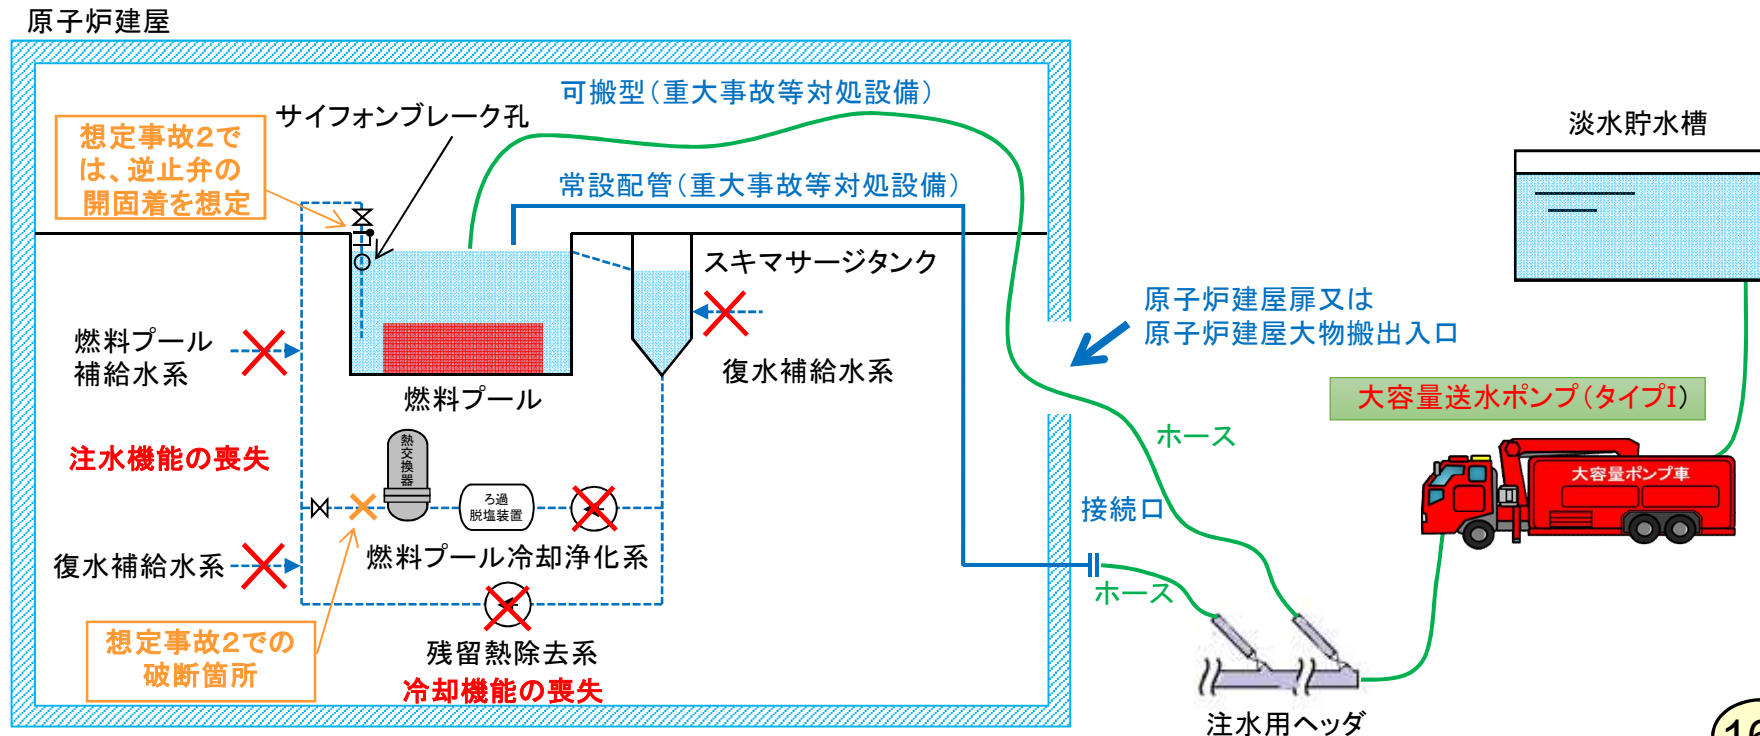 原子炉建屋
可搬型（重大事故等対処設備）
サイフォンブレーク孔
想定事故２で
は、逆止弁の
開固着を想定
常設配管（重大事故等対処設備）
淡水貯水槽
スキマサージタンク
原子炉建屋扉又は
原子炉建屋大物搬出入口
燃料プール
補給水系
復水補給水系
燃料プール
大容量送水ポンプ（タイプⅠ）
注水機能の喪失
熱交換器
ホース
大容量ポンプ車
ろ過
脱塩装置
接続口
復水補給水系
燃料プール冷却浄化系
ホース
想定事故２での
破断箇所
残留熱除去系
冷却機能の喪失
注水用ヘッダ